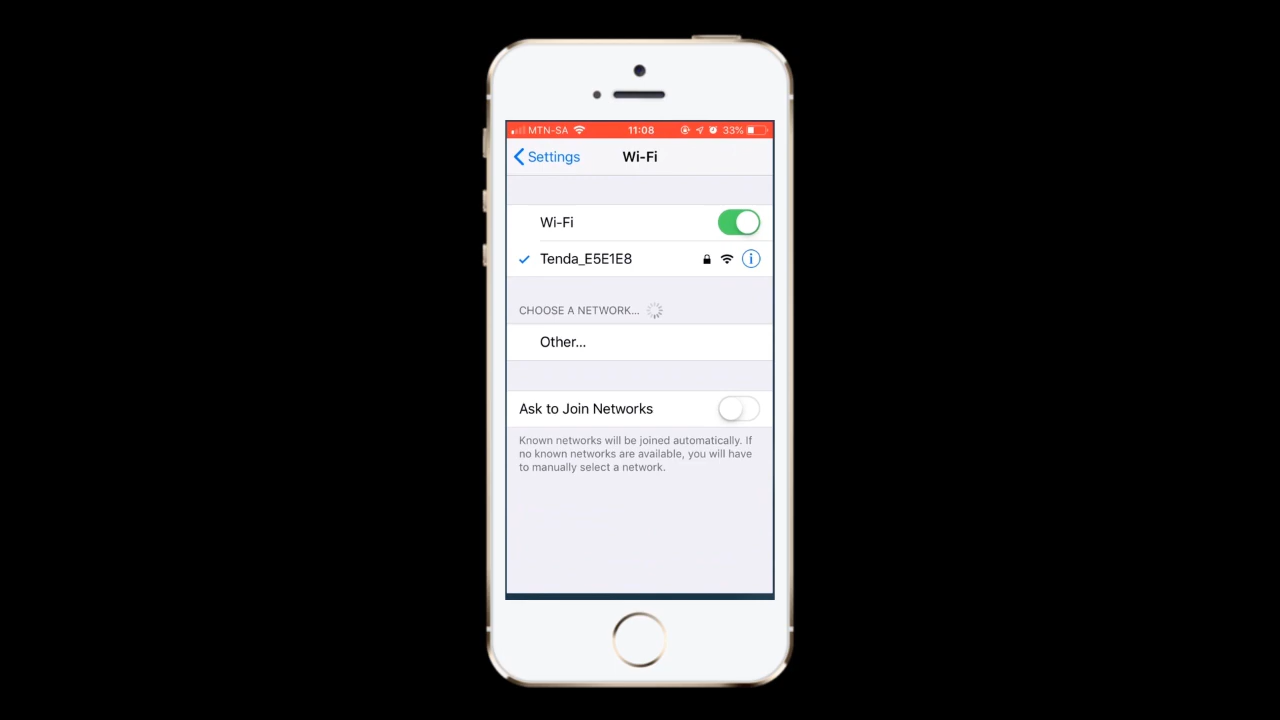 MTN-SA 11:08 33%
Settings Wi-Fi
Wi-Fi
Tenda_E5E1E8
CHOOSE A NETWORK...
Other...
Ask to Join Networks
Known networks will be joined automatically. If
no known networks are available, you will have
to manually select a network.